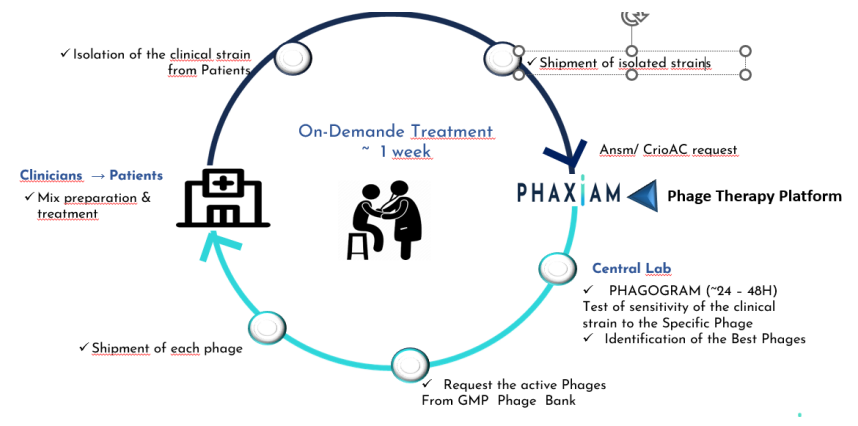 ✓ Isolation of the clinical strain
from Patients
✓ Shipment of isolated strains
On-Demande Treatment
~ 1 week
Ansm/ CrioAC request
Clinicians → Patients
✓ Mix preparation &
treatment
PHAXiAM
Phage Therapy Platform
Central Lab
✓ PHAGOGRAM (~24 – 48H)
Test of sensitivity of the clinical
strain to the Specific Phage
✓ Identification of the Best Phages
✓ Shipment of each phage
✓ Request the active Phages
From GMP Phage Bank